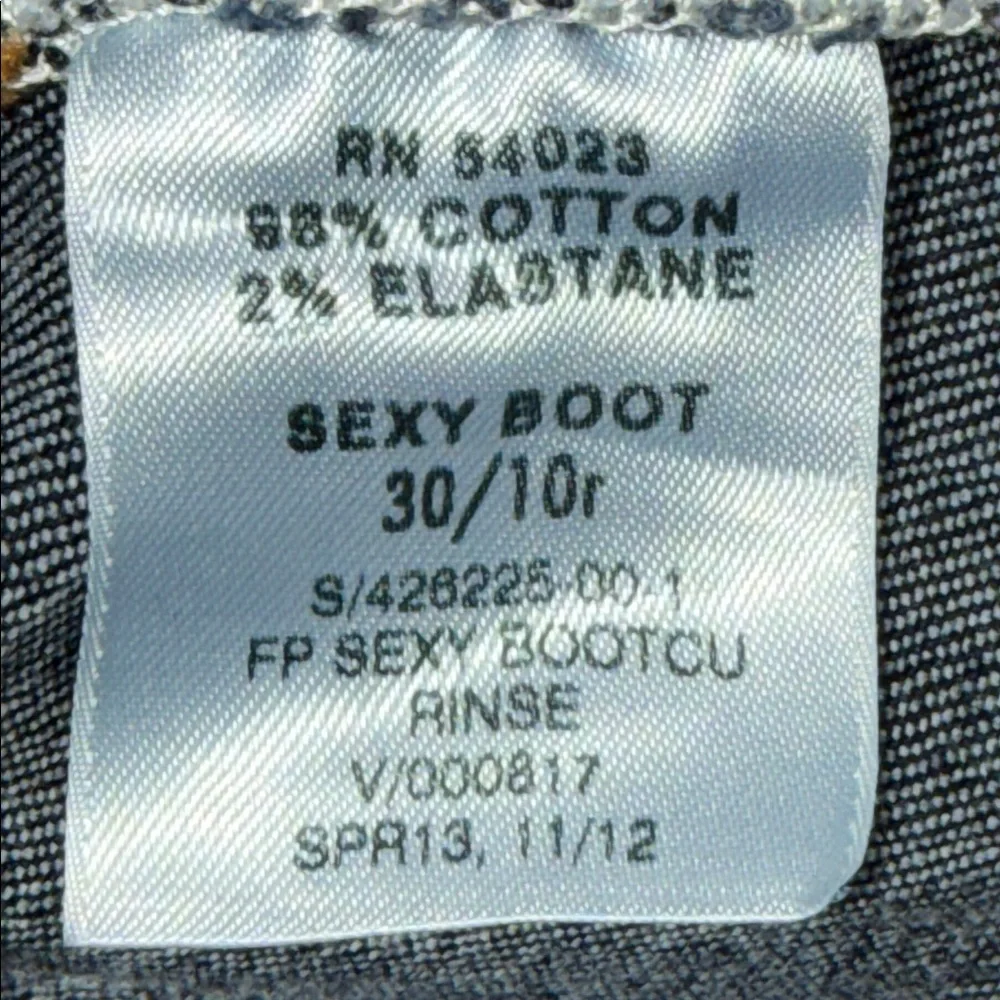 RN 54023
98% COTTON
2% ELASTANE
SEXY BOOT
30/10r
S/426225-00-1
FP SEXY BOOTCU
RINSE
V/000817
SPR13, 11/12